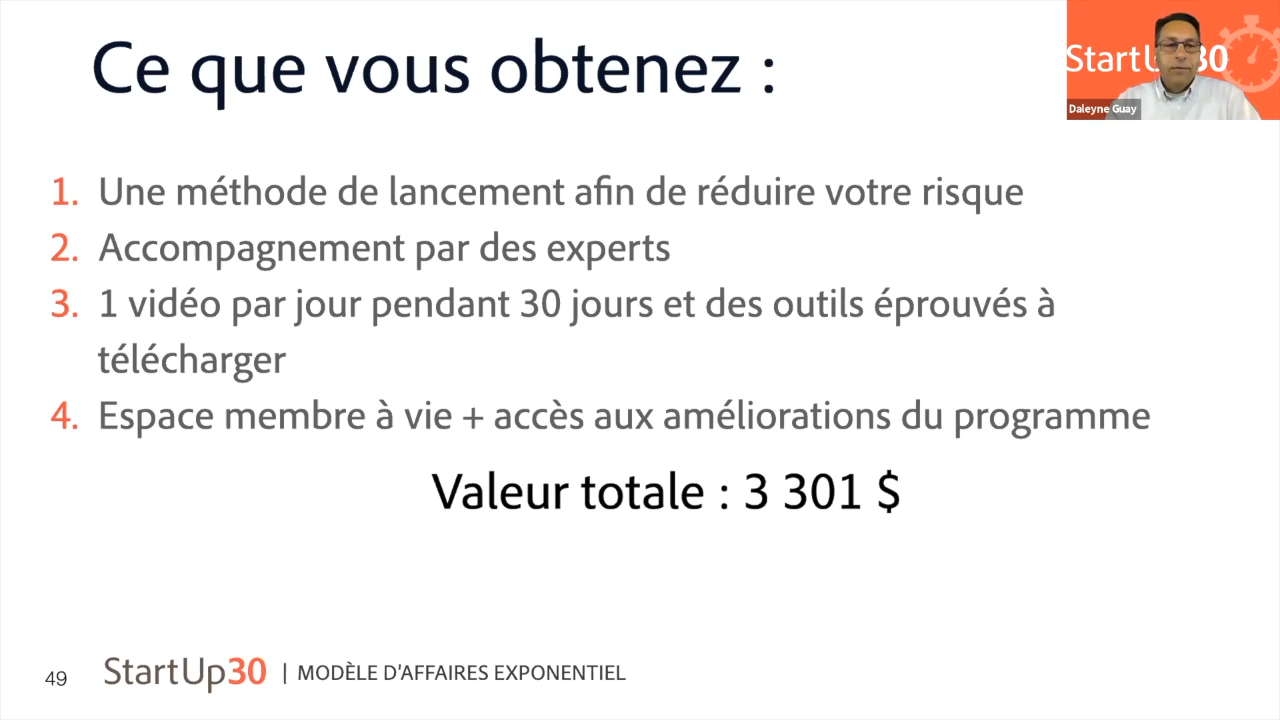 Ce que vous obtenez :
StartU 30
Daleyne Guay
1. Une méthode de lancement afin de réduire votre risque
2. Accompagnement par des experts
3. 1 vidéo par jour pendant 30 jours et des outils éprouvés à
télécharger
4. Espace membre à vie + accès aux améliorations du programme
Valeur totale : 3 301 $
49
StartUp30 | MODÈLE D'AFFAIRES EXPONENTIEL